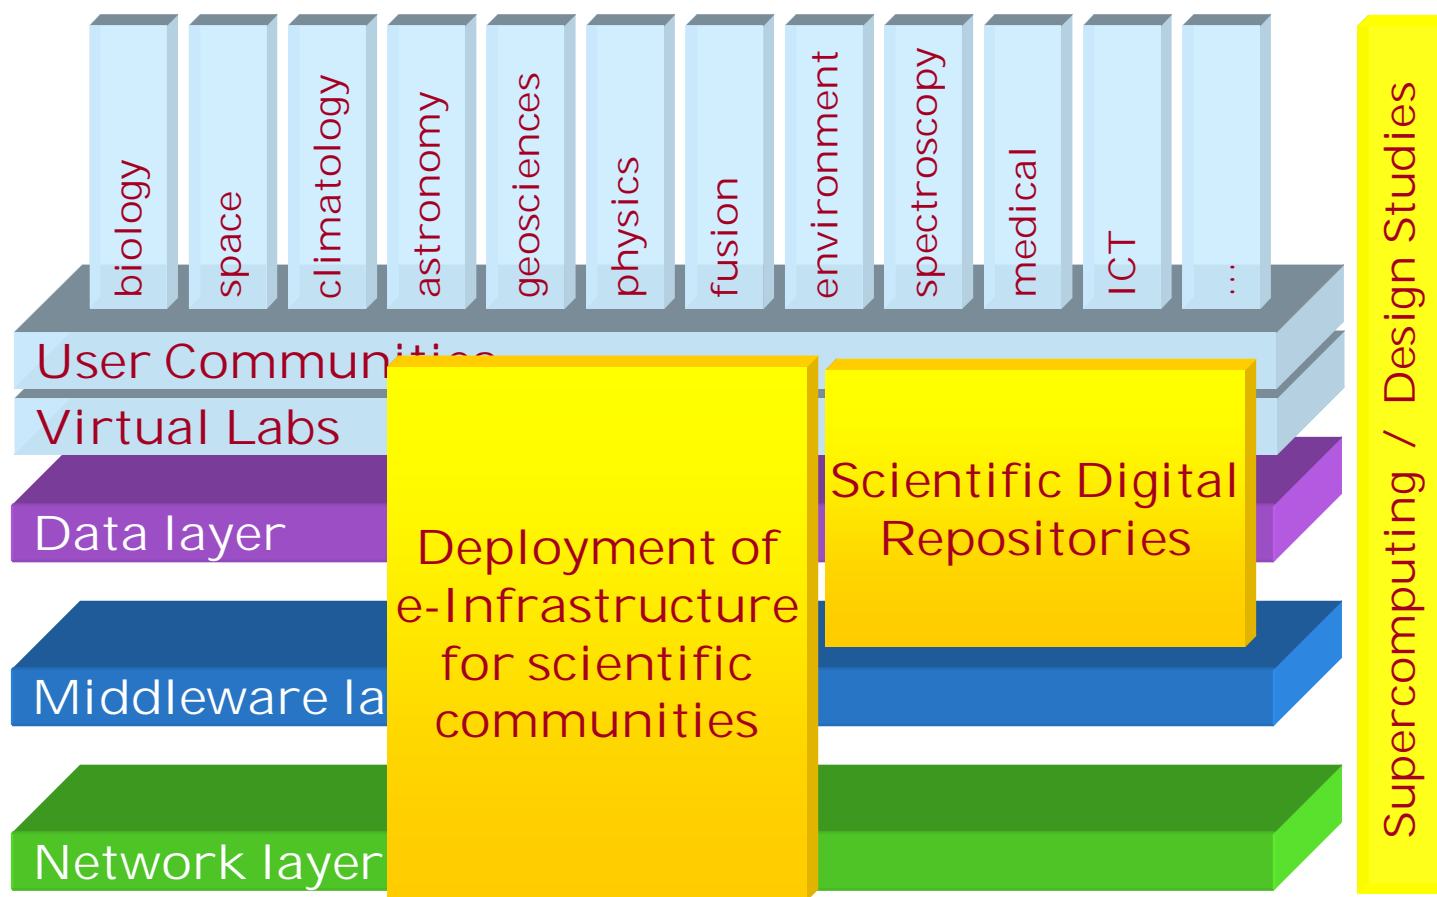 biology
space
climatology
astronomy
geosciences
physics
fusion
environment
spectroscopy
medical
ICT
...
User Communities
Virtual Labs
Data layer
Middleware la
Network layer
Deployment of
e-Infrastructure
for scientific
communities
Scientific Digital
Repositories
Supercomputing / Design Studies